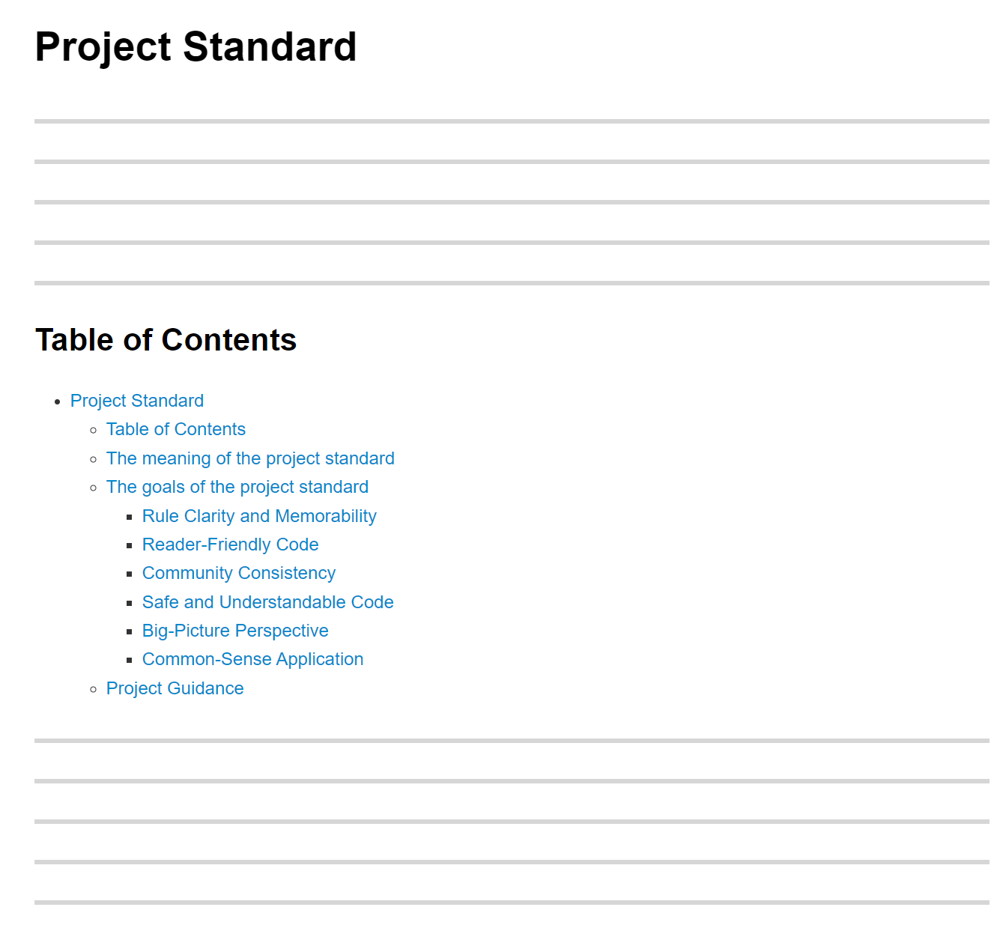 Project Standard
Table of Contents
Project Standard
Table of Contents
The meaning of the project standard
The goals of the project standard
Rule Clarity and Memorability
Reader-Friendly Code
Community Consistency
Safe and Understandable Code
Big-Picture Perspective
Common-Sense Application
Project Guidance